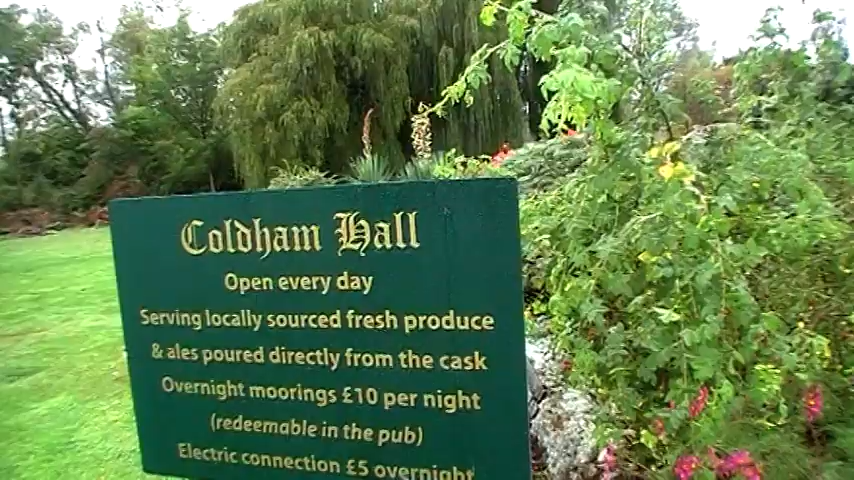 Coldham Hall
Open every day
Serving locally sourced fresh produce
& ales poured directly from the cask
Overnight moorings £10 per night
(redeemable in the pub)
Electric connection £5 overnight